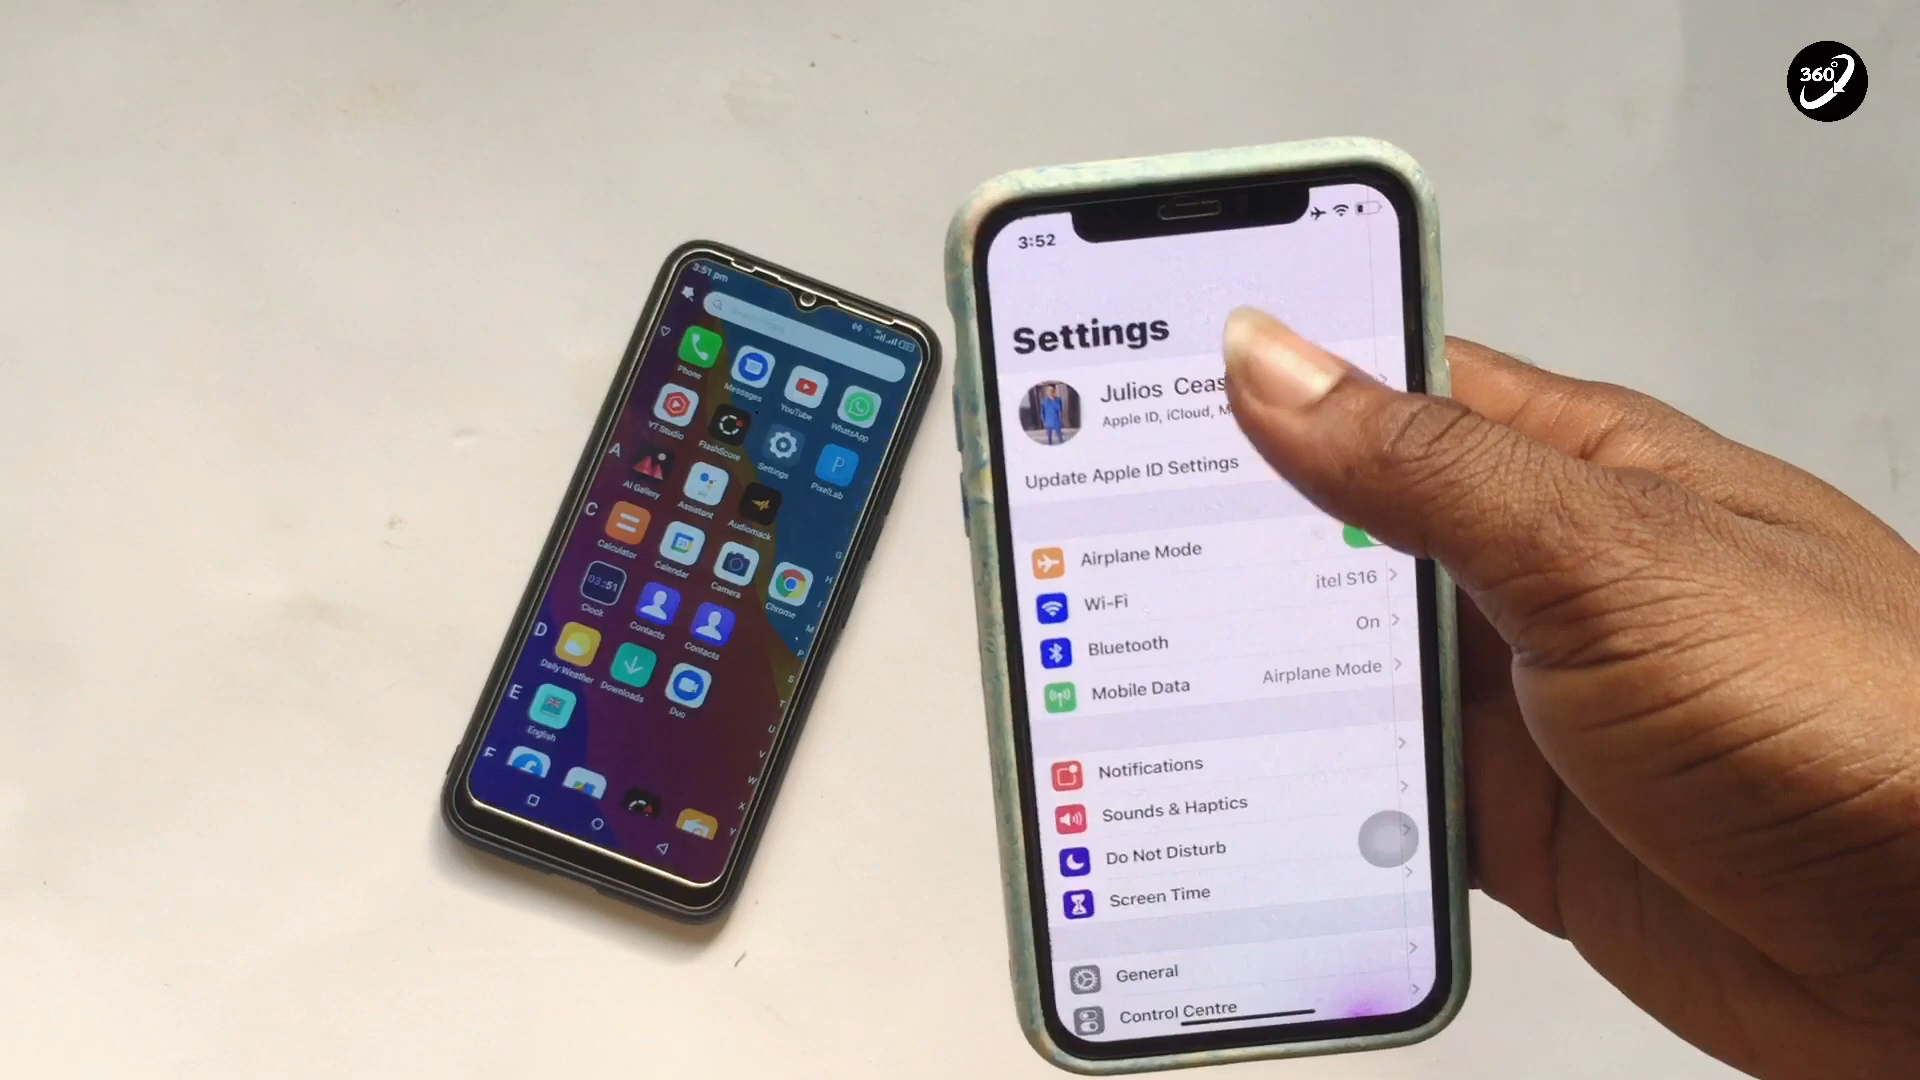 360°
3:51 pm
Phone
Messages
YouTube
WhatsApp
YT Studio
FlashScore
Settings
PixelLab
A
AI Gallery
Assistant
Audiomack
C
Calculator
Calendar
Camera
Chrome
03:51
Clock
Contacts
Contacts
D
Daily Weather
Downloads
Duo
E
English
F
G
H
I
M
P
S
T
U
V
W
X
Y
3:52
Settings
Julios Ceas
Apple ID, iCloud, M
Update Apple ID Settings
Airplane Mode
Wi-Fi
itel S16
Bluetooth
On
Mobile Data
Airplane Mode
Notifications
Sounds & Haptics
Do Not Disturb
Screen Time
General
Control Centre